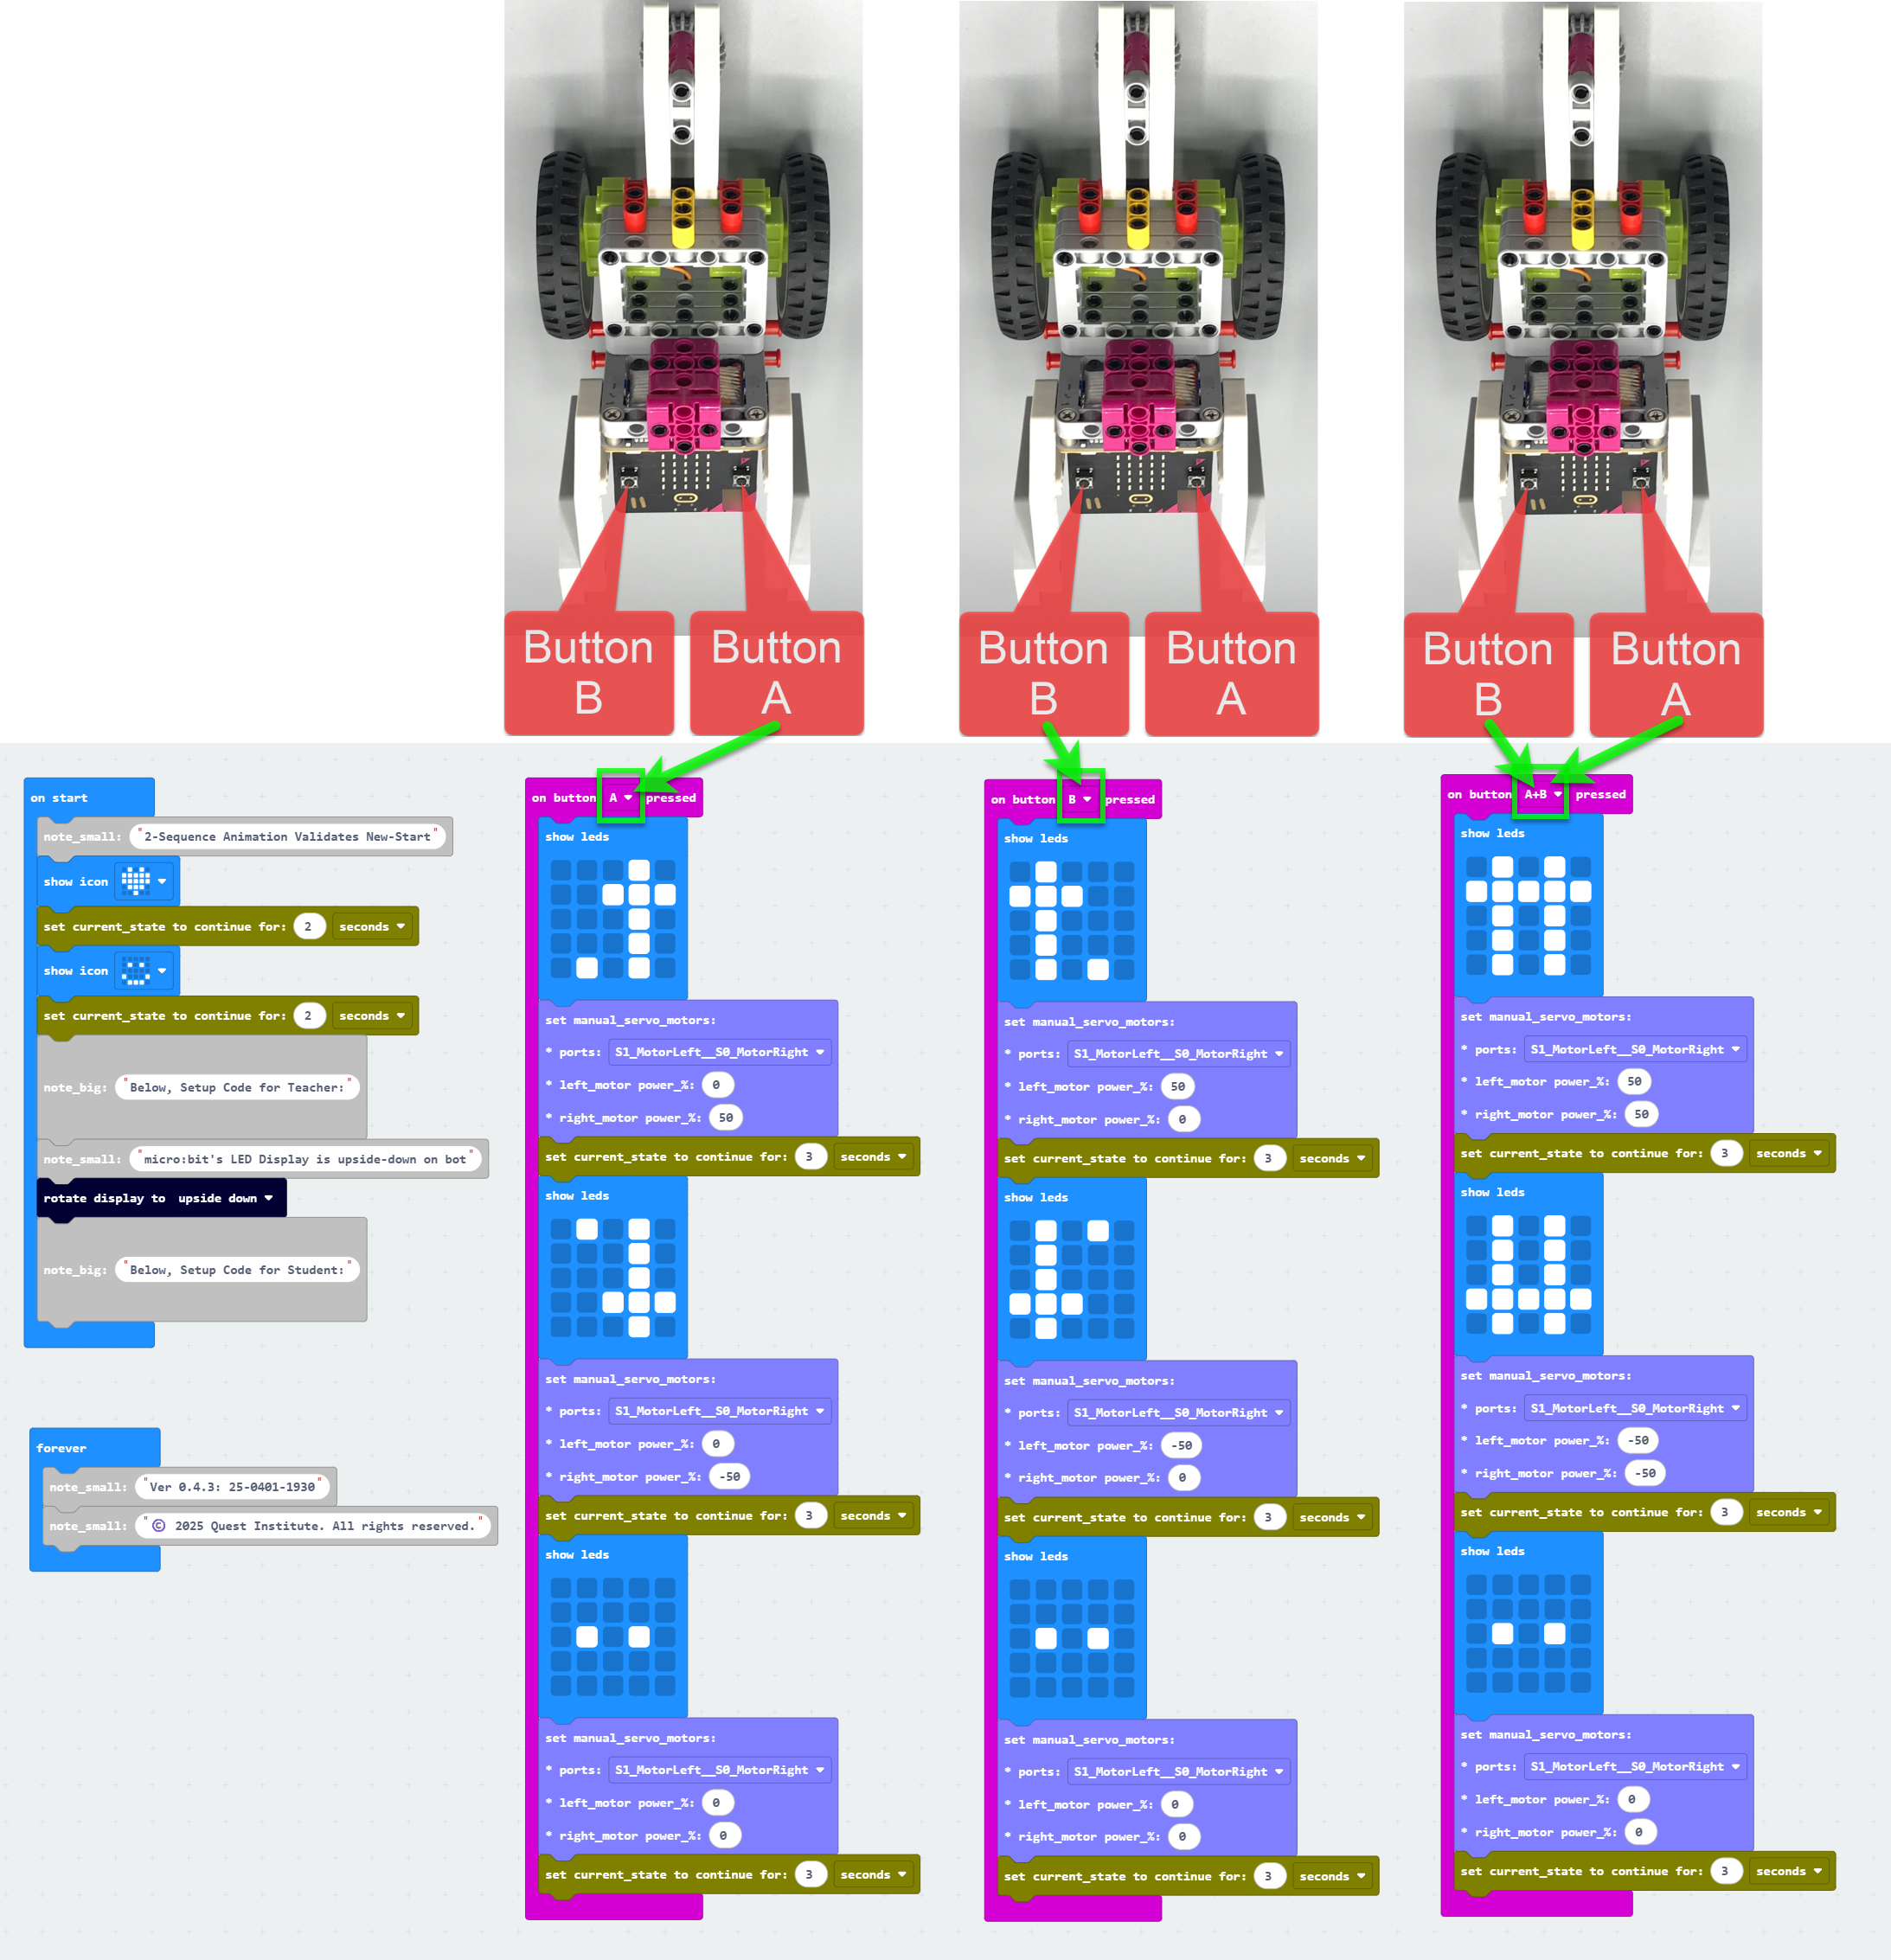 Button
B
Button
A
Button
B
Button
A
Button
B
Button
A
on start
note_small: "2-Sequence Animation Validates New-Start"
show icon
set current_state to continue for: 2 seconds
show icon
set current_state to continue for: 2 seconds
note_big: "Below, Setup Code for Teacher:"
note_small: "micro:bit's LED Display is upside-down on bot"
rotate display to upside down
note_big: "Below, Setup Code for Student:"
forever
note_small: "Ver 0.4.3: 25-0401-1930"
note_small: "© 2025 Quest Institute. All rights reserved."
on button A pressed
show leds
set manual_servo_motors:
* ports: S1_MotorLeft__S0_MotorRight
* left_motor power_%: 0
* right_motor power_%: 50
set current_state to continue for: 3 seconds
show leds
set manual_servo_motors:
* ports: S1_MotorLeft__S0_MotorRight
* left_motor power_%: 0
* right_motor power_%: -50
set current_state to continue for: 3 seconds
show leds
set manual_servo_motors:
* ports: S1_MotorLeft__S0_MotorRight
* left_motor power_%: 0
* right_motor power_%: 0
set current_state to continue for: 3 seconds
on button B pressed
show leds
set manual_servo_motors:
* ports: S1_MotorLeft__S0_MotorRight
* left_motor power_%: 50
* right_motor power_%: 0
set current_state to continue for: 3 seconds
show leds
set manual_servo_motors:
* ports: S1_MotorLeft__S0_MotorRight
* left_motor power_%: -50
* right_motor power_%: 0
set current_state to continue for: 3 seconds
show leds
set manual_servo_motors:
* ports: S1_MotorLeft__S0_MotorRight
* left_motor power_%: 0
* right_motor power_%: 0
set current_state to continue for: 3 seconds
on button A+B pressed
show leds
set manual_servo_motors:
* ports: S1_MotorLeft__S0_MotorRight
* left_motor power_%: 50
* right_motor power_%: 50
set current_state to continue for: 3 seconds
show leds
set manual_servo_motors:
* ports: S1_MotorLeft__S0_MotorRight
* left_motor power_%: -50
* right_motor power_%: -50
set current_state to continue for: 3 seconds
show leds
set manual_servo_motors:
* ports: S1_MotorLeft__S0_MotorRight
* left_motor power_%: 0
* right_motor power_%: 0
set current_state to continue for: 3 seconds